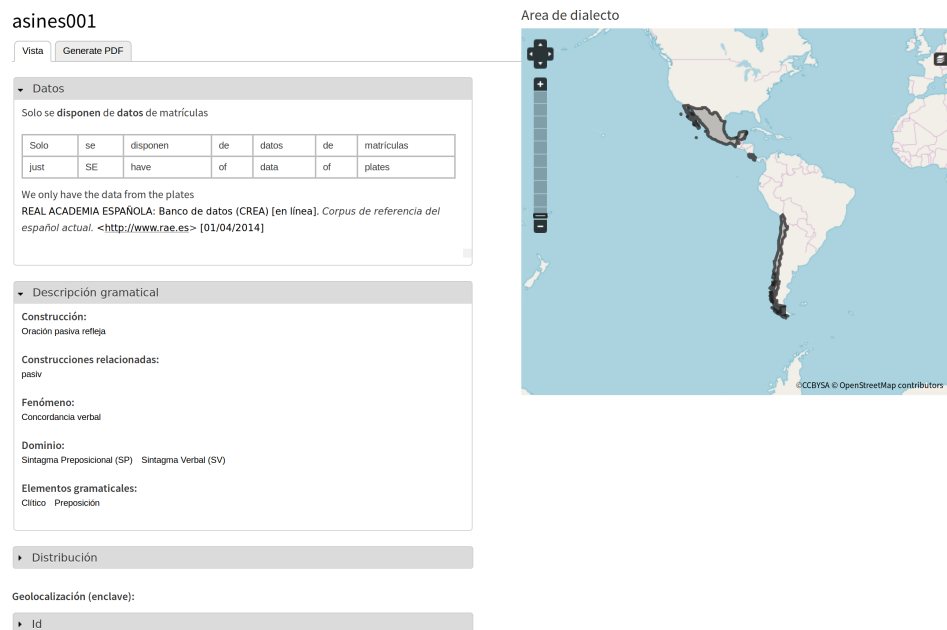 asines001
Vista
Generate PDF
Datos
Solo se disponen de datos de matrículas
Solo se disponen de datos de matrículas
just SE have of data of plates
We only have the data from the plates
REAL ACADEMIA ESPAÑOLA: Banco de datos (CREA) [en línea]. Corpus de referencia del
español actual. <http://www.rae.es> [01/04/2014]
Descripción gramatical
Construcción:
Oración pasiva refleja
Construcciones relacionadas:
pasiv
Fenómeno:
Concordancia verbal
Dominio:
Sintagma Preposicional (SP) Sintagma Verbal (SV)
Elementos gramaticales:
Clítico Preposición
Distribución
Geolocalización (enclave):
Id
Area de dialecto
+
−
©CCBYSA © OpenStreetMap contributors